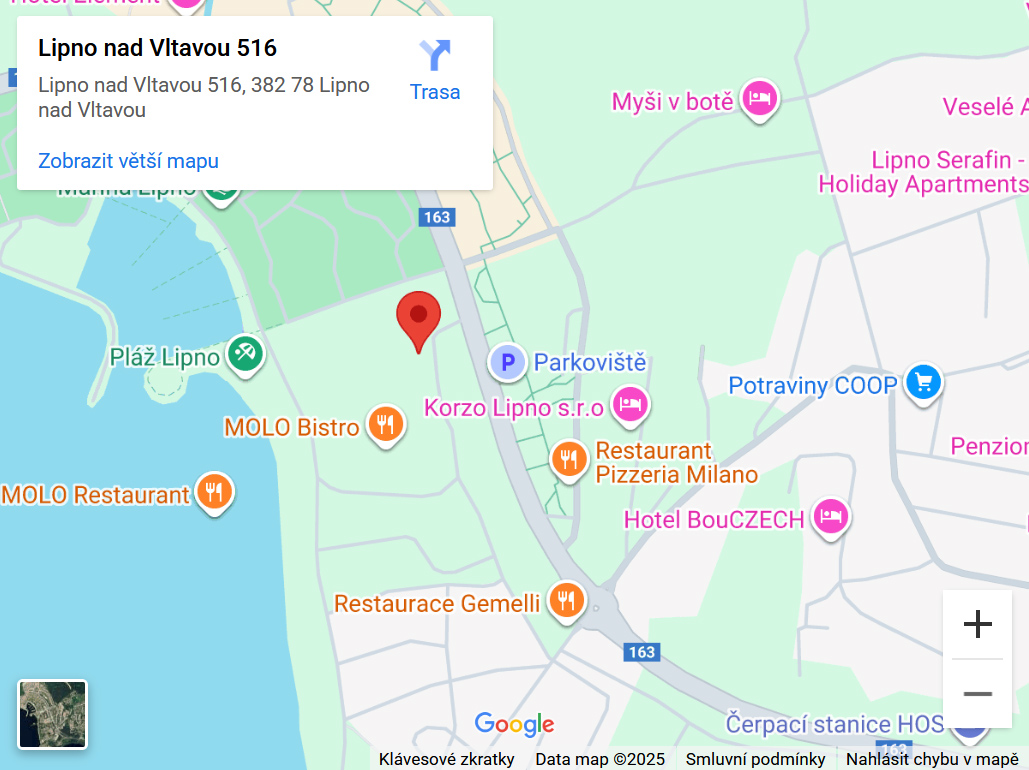 Hotel Element
Lipno nad Vltavou 516
Lipno nad Vltavou 516, 382 78 Lipno
nad Vltavou
Trasa
Zobrazit větší mapu
Marina Lipno
163
Myši v botě
Veselé A
Lipno Serafin -
Holiday Apartments
Pláž Lipno
P
Parkoviště
Potraviny COOP
Korzo Lipno s.r.o
MOLO Bistro
Restaurant
Pizzeria Milano
Penzion
MOLO Restaurant
Hotel BouCZECH
Restaurace Gemelli
163
Google
Čerpací stanice HOS
163
Klávesové zkratky
Data map ©2025
Smluvní podmínky
Nahlásit chybu v mapě